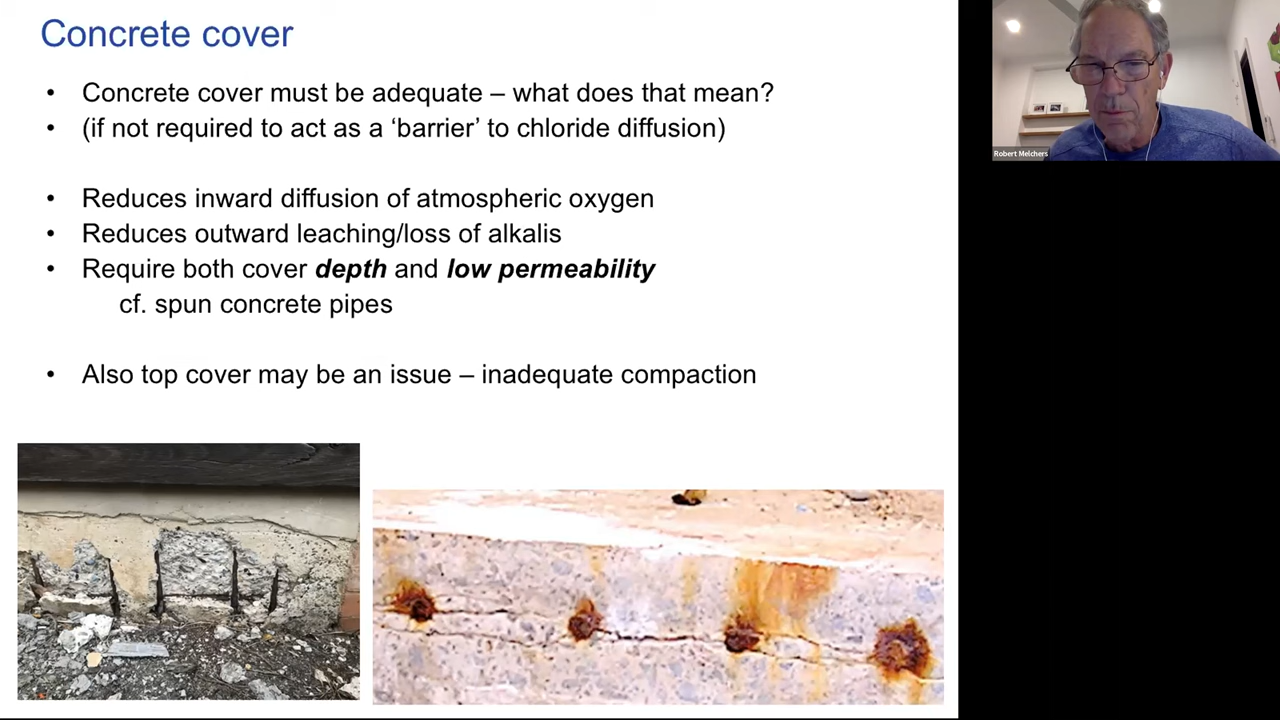 Concrete cover
• Concrete cover must be adequate – what does that mean?
• (if not required to act as a ‘barrier’ to chloride diffusion)
• Reduces inward diffusion of atmospheric oxygen
• Reduces outward leaching/loss of alkalis
• Require both cover depth and low permeability
cf. spun concrete pipes
• Also top cover may be an issue – inadequate compaction
Robert Melchers